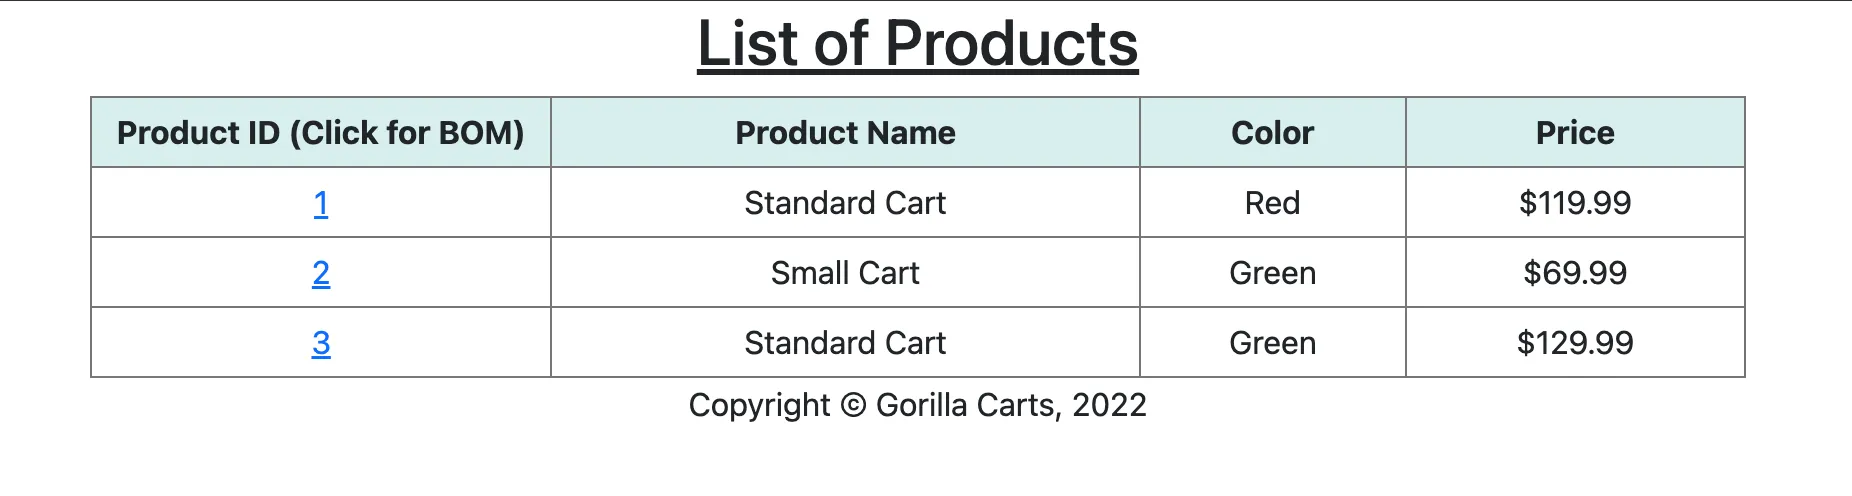 List of Products
Product ID (Click for BOM) Product Name Color Price
1 Standard Cart Red $119.99
2 Small Cart Green $69.99
3 Standard Cart Green $129.99
Copyright © Gorilla Carts, 2022